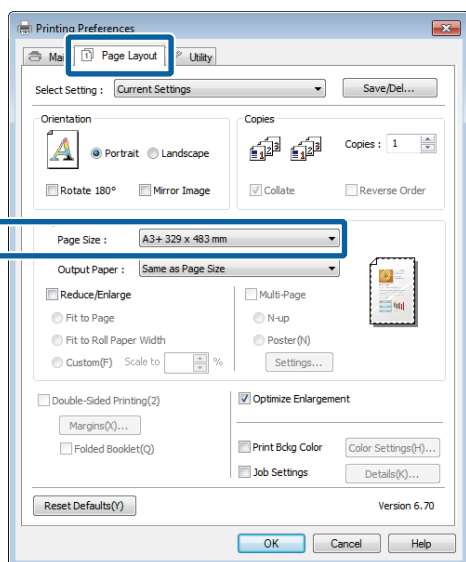 Printing Preferences
Ma Page Layout Utility
Select Setting : Current Settings Save/Del...
Orientation Copies
Portrait Landscape Copies : 1
Rotate 180° Mirror Image Collate Reverse Order
Page Size : A3+ 329 x 483 mm
Output Paper : Same as Page Size
Reduce/Enlarge Multi-Page
Fit to Page N-up
Fit to Roll Paper Width Poster(N)
Custom(F) Scale to % Settings...
Double-Sided Printing(2) Optimize Enlargement
Margins(X)...
Folded Booklet(Q) Print Bckg Color Color Settings(H)...
Job Settings Details(K)...
Reset Defaults(Y) Version 6.70
OK Cancel Help